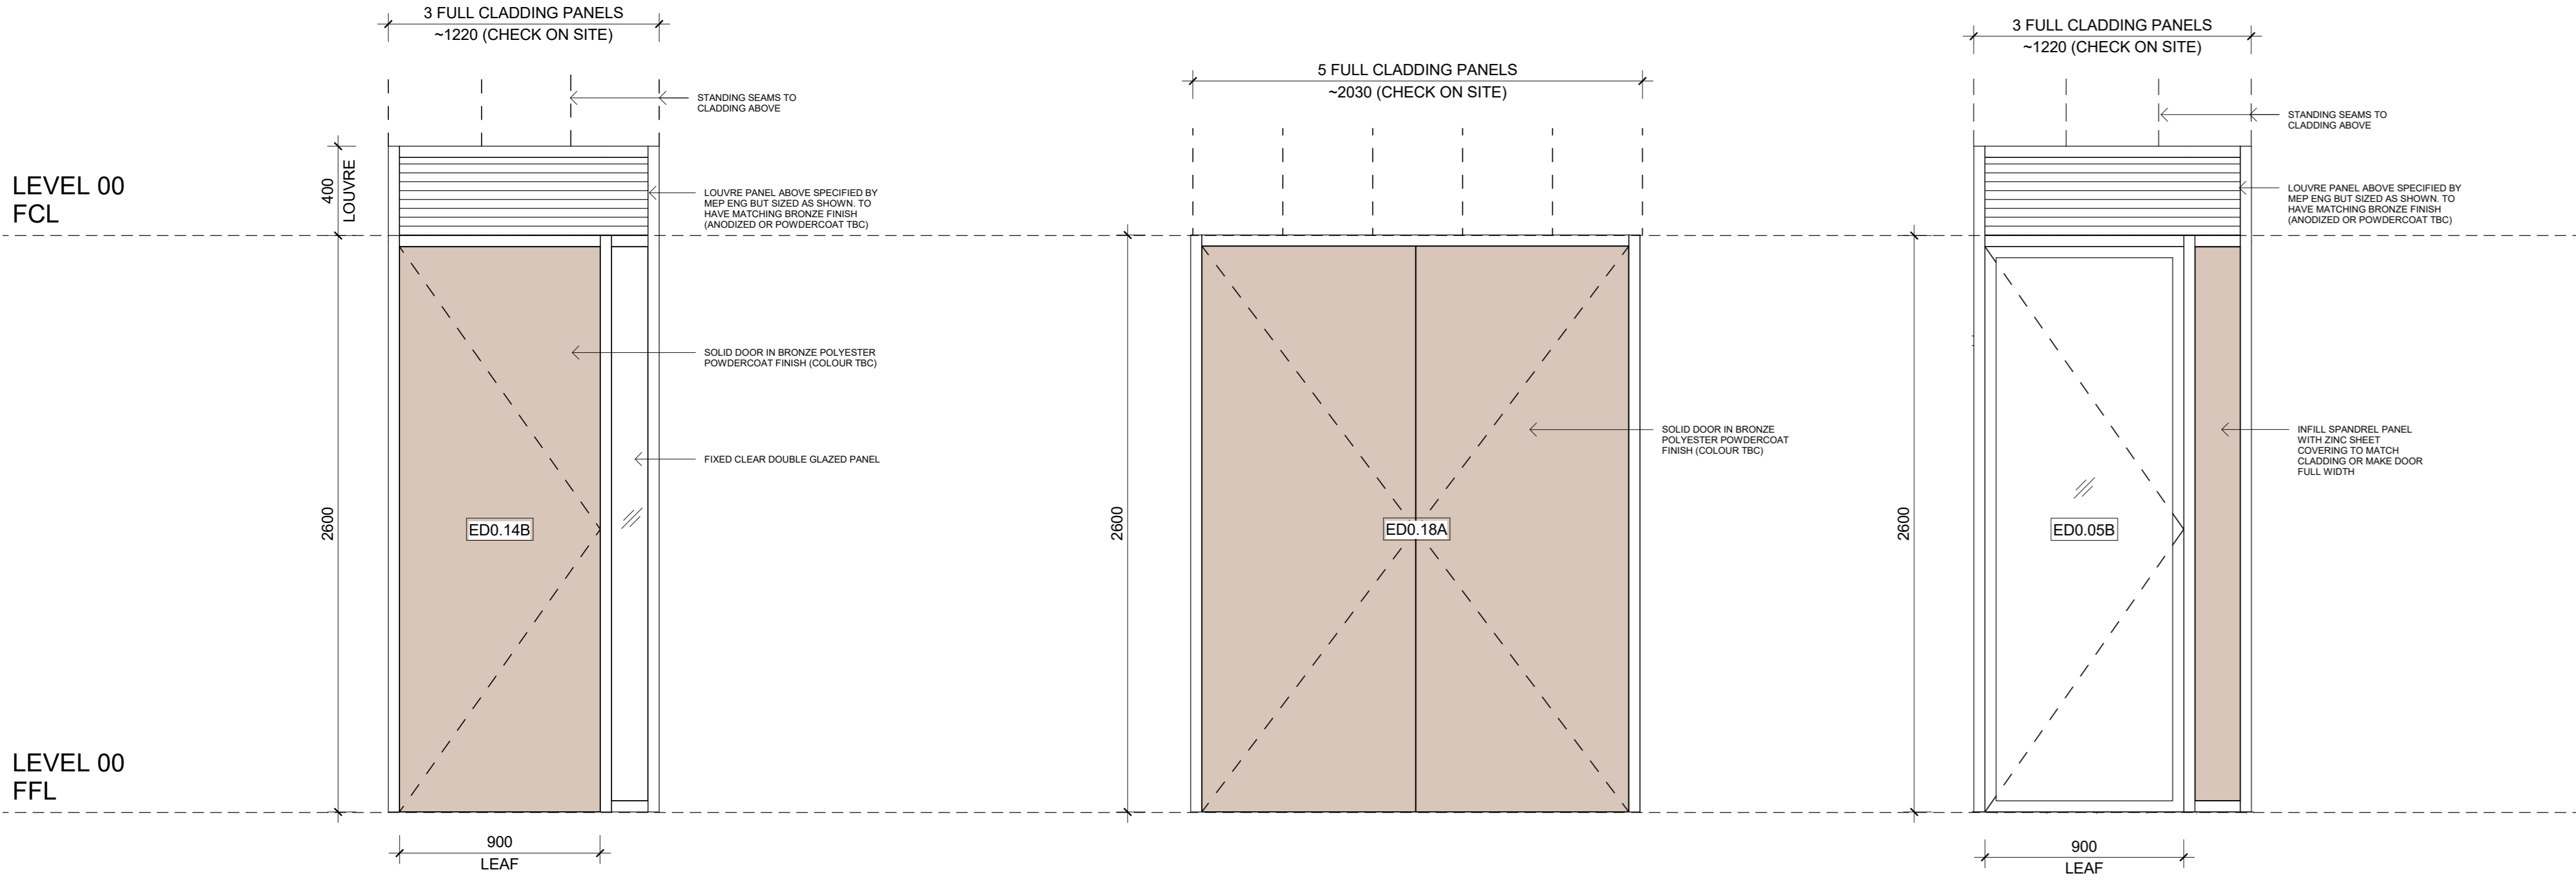 3 FULL CLADDING PANELS
~1220 (CHECK ON SITE)
STANDING SEAMS TO
CLADDING ABOVE
400
LOUVRE
LEVEL 00
FCL
LOUVRE PANEL ABOVE SPECIFIED BY
MEP ENG BUT SIZED AS SHOWN. TO
HAVE MATCHING BRONZE FINISH
(ANODIZED OR POWDERCOAT TBC)
SOLID DOOR IN BRONZE POLYESTER
POWDERCOAT FINISH (COLOUR TBC)
FIXED CLEAR DOUBLE GLAZED PANEL
2600
ED0.14B
LEVEL 00
FFL
900
LEAF
5 FULL CLADDING PANELS
~2030 (CHECK ON SITE)
SOLID DOOR IN BRONZE
POLYESTER POWDERCOAT
FINISH (COLOUR TBC)
2600
ED0.18A
3 FULL CLADDING PANELS
~1220 (CHECK ON SITE)
STANDING SEAMS TO
CLADDING ABOVE
LOUVRE PANEL ABOVE SPECIFIED BY
MEP ENG BUT SIZED AS SHOWN. TO
HAVE MATCHING BRONZE FINISH
(ANODIZED OR POWDERCOAT TBC)
INFILL SPANDREL PANEL
WITH ZINC SHEET
COVERING TO MATCH
CLADDING OR MAKE DOOR
FULL WIDTH
2600
ED0.05B
900
LEAF